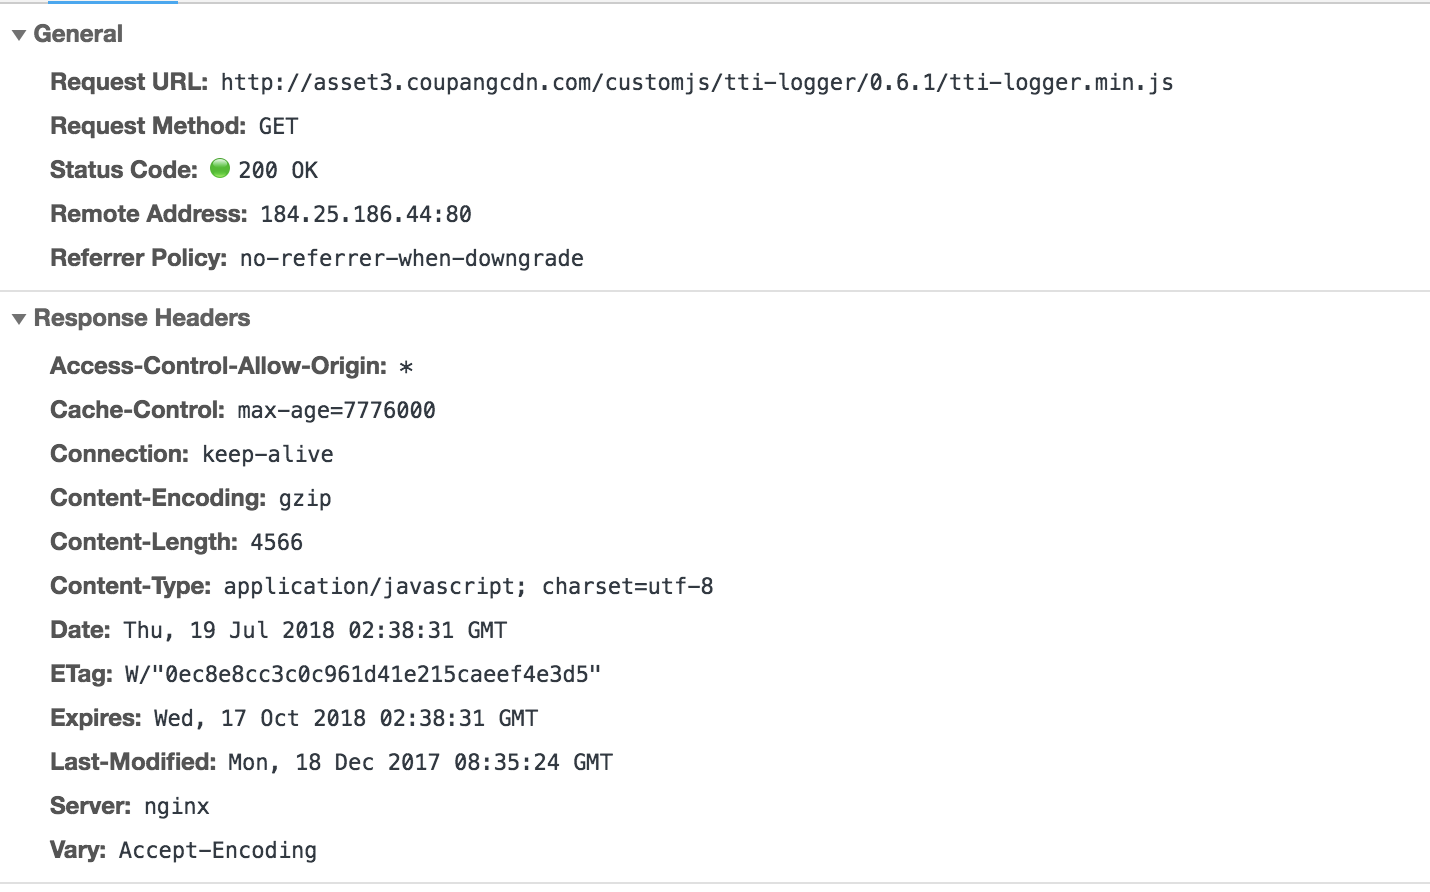 General
Request URL: http://asset3.coupangcdn.com/customjs/tti-logger/0.6.1/tti-logger.min.js
Request Method: GET
Status Code: 200 OK
Remote Address: 184.25.186.44:80
Referrer Policy: no-referrer-when-downgrade
Response Headers
Access-Control-Allow-Origin: *
Cache-Control: max-age=7776000
Connection: keep-alive
Content-Encoding: gzip
Content-Length: 4566
Content-Type: application/javascript; charset=utf-8
Date: Thu, 19 Jul 2018 02:38:31 GMT
ETag: W/"0ec8e8cc3c0c961d41e215caeef4e3d5"
Expires: Wed, 17 Oct 2018 02:38:31 GMT
Last-Modified: Mon, 18 Dec 2017 08:35:24 GMT
Server: nginx
Vary: Accept-Encoding